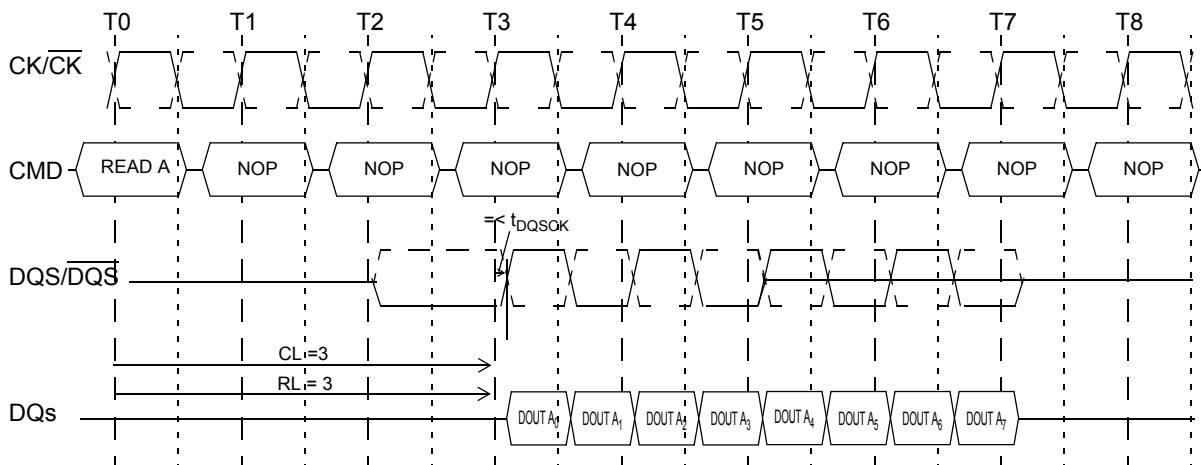 T0 T1 T2 T3 T4 T5 T6 T7 T8
CK/C̅K̅
CMD READ A NOP NOP NOP NOP NOP NOP NOP NOP
=< tDQSCK
DQS/D̅Q̅S̅
CL =3
RL = 3
DQs DOUT A0 DOUT A1 DOUT A2 DOUT A3 DOUT A4 DOUT A5 DOUT A6 DOUT A7